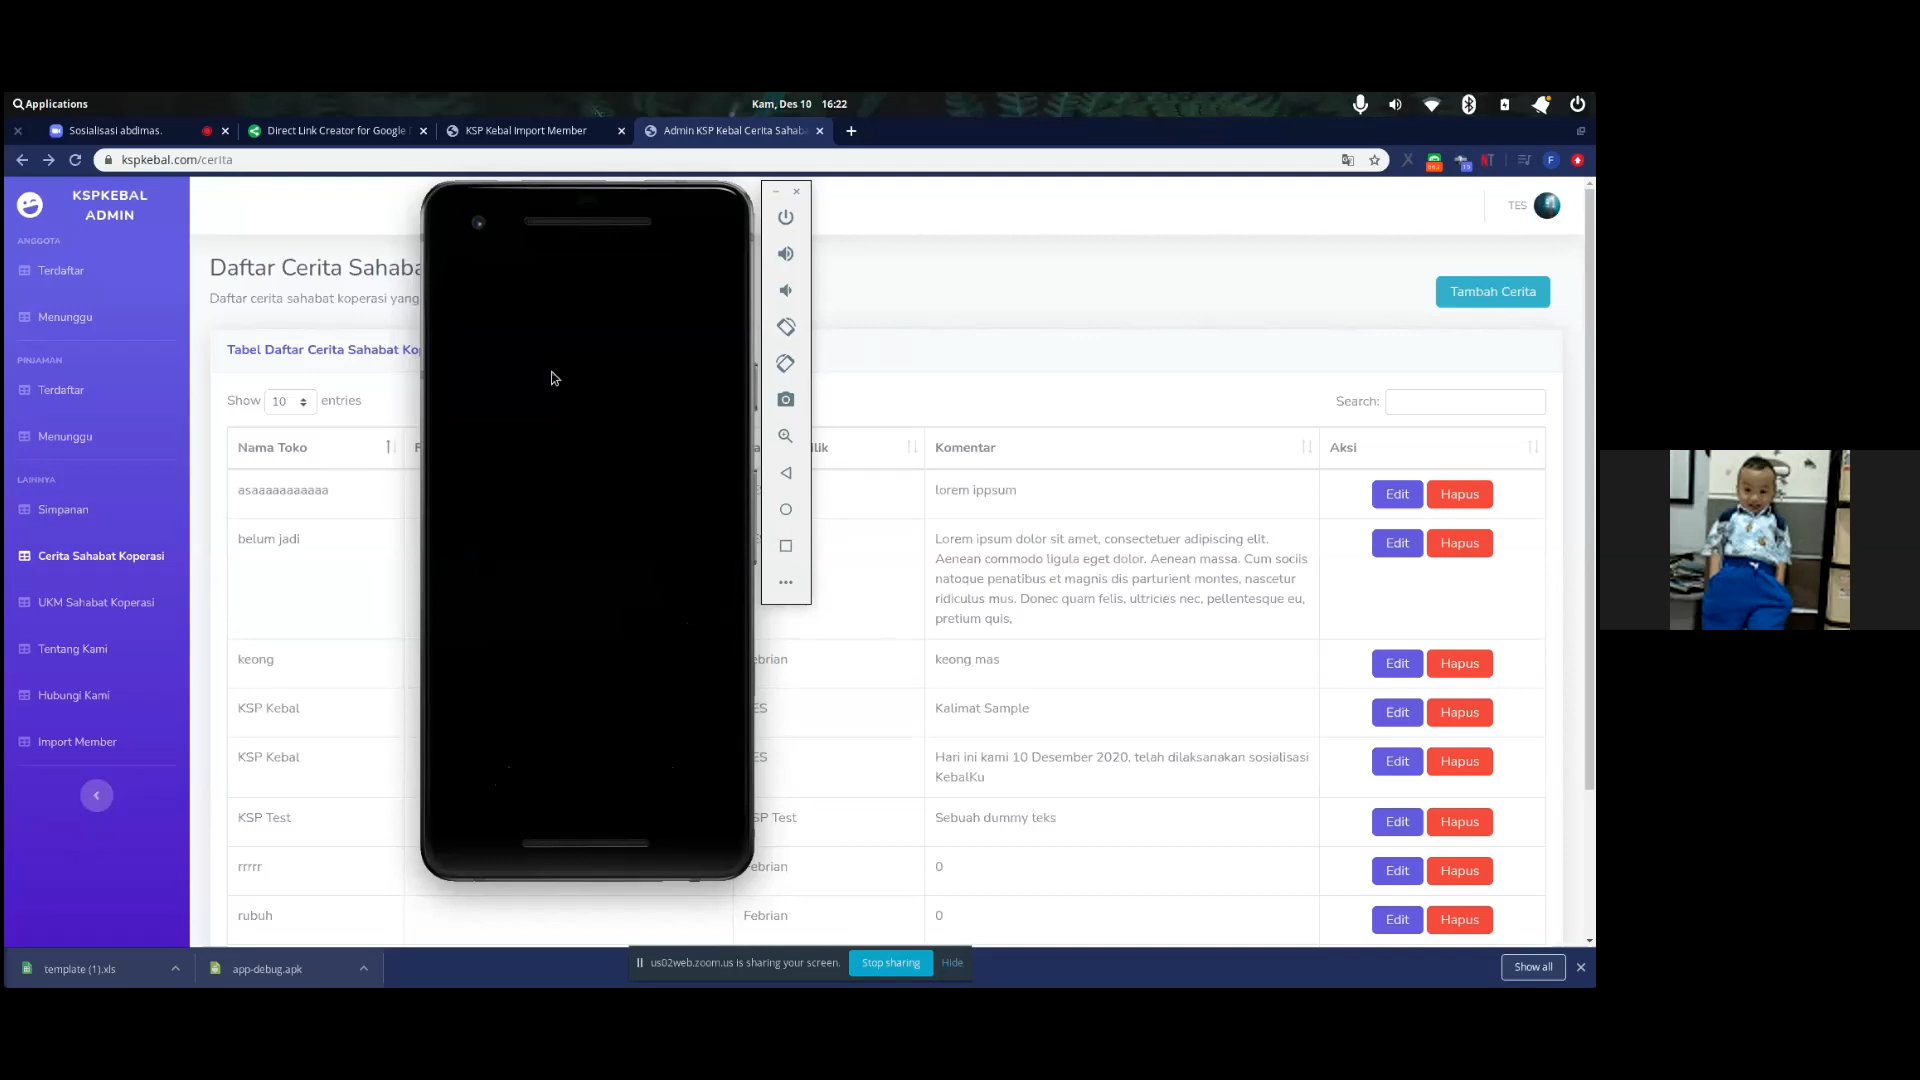 Applications
Kam, Des 10 16:22
Sosialisasi abdimas.
Direct Link Creator for Google
KSP Kebal Import Member
Admin KSP Kebal Cerita Sahaba
kspkebal.com/cerita
KSPKEBAL
ADMIN
ANGGOTA
Terdaftar
Menunggu
PINJAMAN
Terdaftar
Menunggu
LAINNYA
Simpanan
Cerita Sahabat Koperasi
UKM Sahabat Koperasi
Tentang Kami
Hubungi Kami
Import Member
TES
Daftar Cerita Sahaba
Daftar cerita sahabat koperasi yang
Tambah Cerita
Tabel Daftar Cerita Sahabat Ko
Show 10 entries
Search:
Nama Toko
ilik
Komentar
Aksi
asaaaaaaaaaaa
lorem ippsum
Edit Hapus
belum jadi
Lorem ipsum dolor sit amet, consectetuer adipiscing elit.
Aenean commodo ligula eget dolor. Aenean massa. Cum sociis
natoque penatibus et magnis dis parturient montes, nascetur
ridiculus mus. Donec quam felis, ultricies nec, pellentesque eu,
pretium quis,
Edit Hapus
keong
ebrian
keong mas
Edit Hapus
KSP Kebal
ES
Kalimat Sample
Edit Hapus
KSP Kebal
ES
Hari ini kami 10 Desember 2020, telah dilaksanakan sosialisasi
KebalKu
Edit Hapus
KSP Test
SP Test
Sebuah dummy teks
Edit Hapus
rrrrr
ebrian
0
Edit Hapus
rubuh
Febrian
0
Edit Hapus
template (1).xls
app-debug.apk
us02web.zoom.us is sharing your screen.
Stop sharing
Hide
Show all